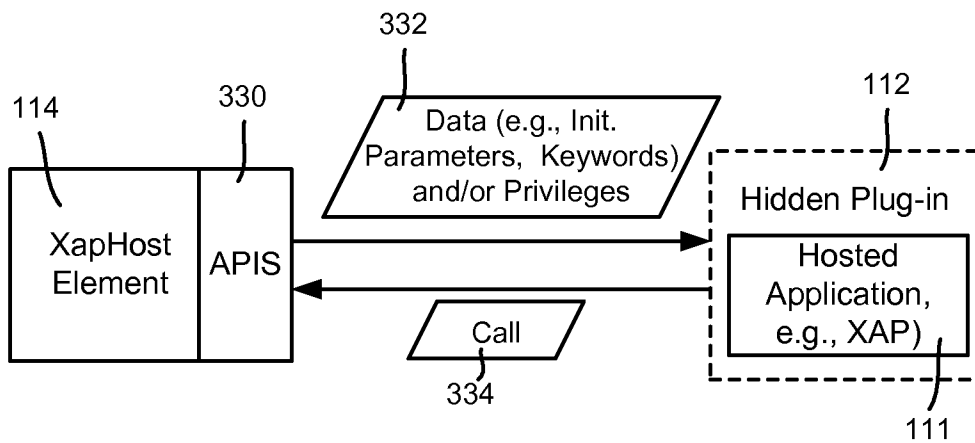 332
114
330
112
Data (e.g., Init.
Parameters, Keywords)
and/or Privileges
Hidden Plug-in
XapHost
Element
APIS
Hosted
Application,
e.g., XAP)
Call
334
111